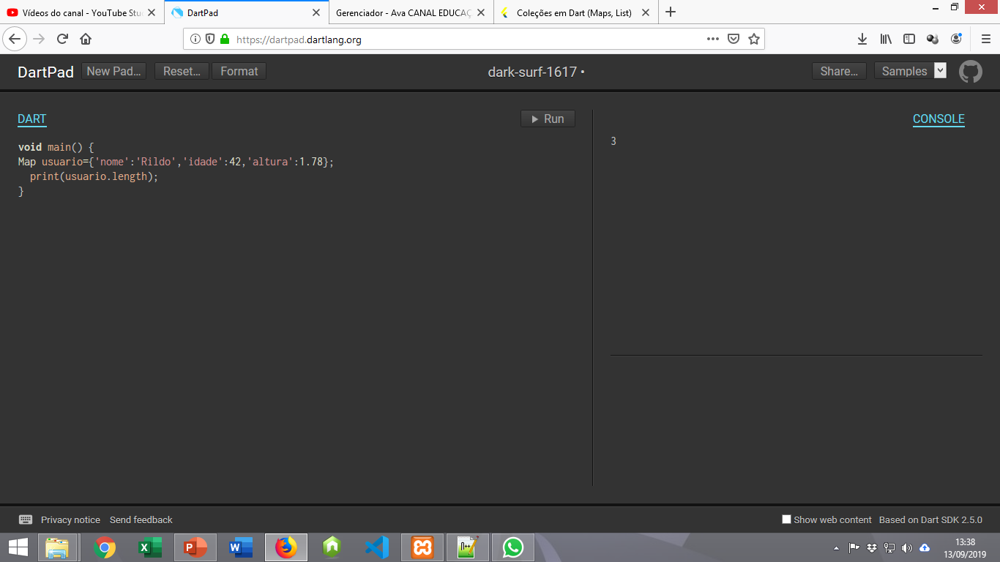 Vídeos do canal - YouTube Stu
DartPad
Gerenciador - Ava CANAL EDUCAÇ
Coleções em Dart (Maps, List)
https://dartpad.dartlang.org
DartPad
New Pad...
Reset...
Format
dark-surf-1617 •
Share...
Samples
DART
Run
CONSOLE
void main() {
Map usuario={'nome':'Rildo','idade':42,'altura':1.78};
print(usuario.length);
}
3
Privacy notice
Send feedback
Show web content
Based on Dart SDK 2.5.0
13:38
13/09/2019